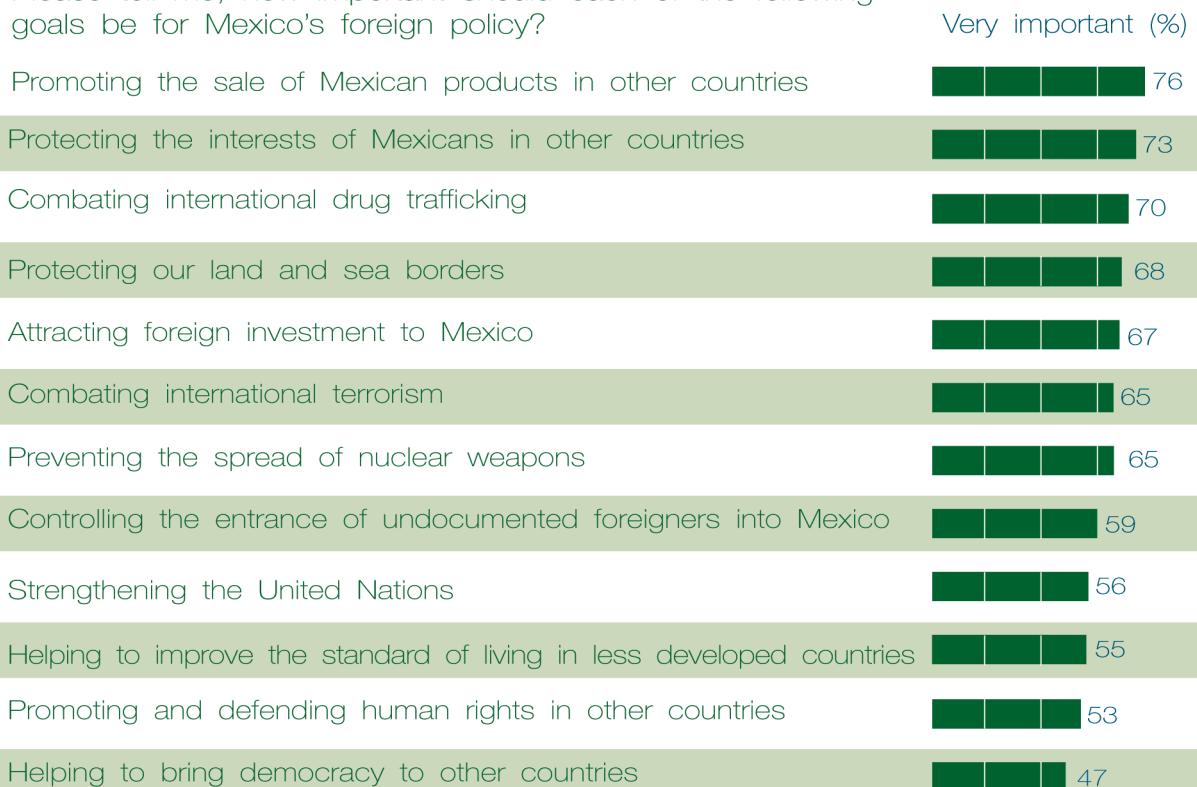 goals be for Mexico's foreign policy?
Very important (%)
Promoting the sale of Mexican products in other countries 76
Protecting the interests of Mexicans in other countries 73
Combating international drug trafficking 70
Protecting our land and sea borders 68
Attracting foreign investment to Mexico 67
Combating international terrorism 65
Preventing the spread of nuclear weapons 65
Controlling the entrance of undocumented foreigners into Mexico 59
Strengthening the United Nations 56
Helping to improve the standard of living in less developed countries 55
Promoting and defending human rights in other countries 53
Helping to bring democracy to other countries 47